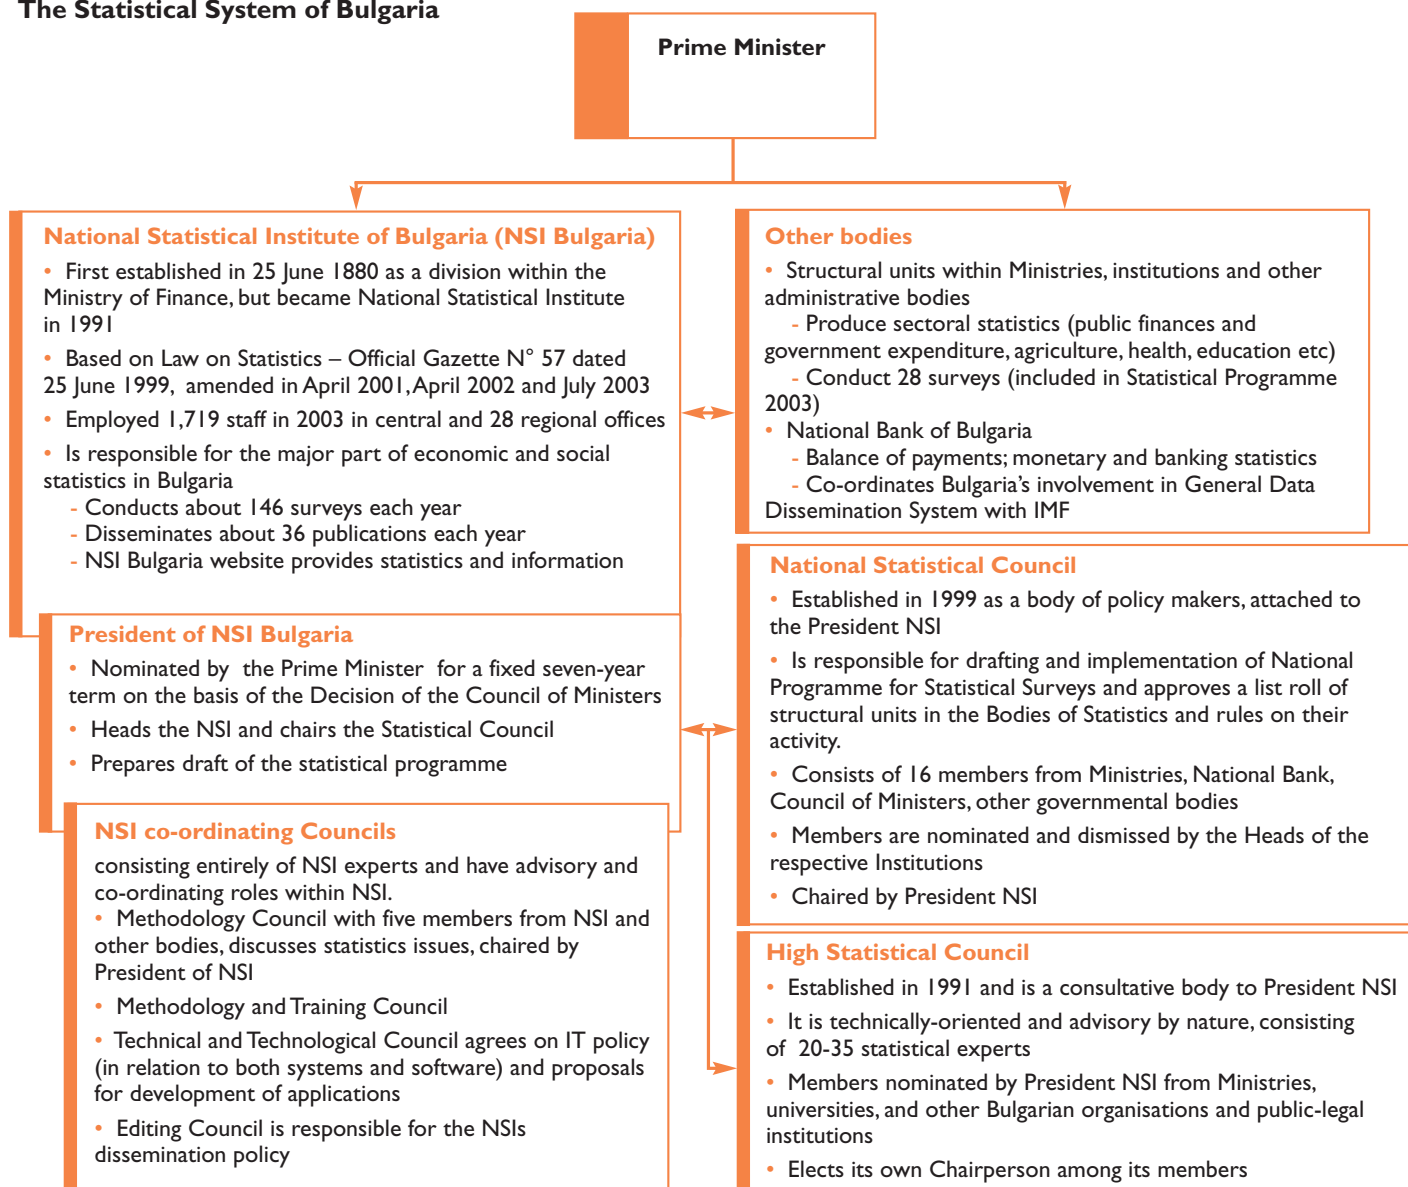 The Statistical System of Bulgaria
Prime Minister
National Statistical Institute of Bulgaria (NSI Bulgaria)
• First established in 25 June 1880 as a division within the
Ministry of Finance, but became National Statistical Institute
in 1991
• Based on Law on Statistics – Official Gazette N° 57 dated
25 June 1999, amended in April 2001, April 2002 and July 2003
• Employed 1,719 staff in 2003 in central and 28 regional offices
• Is responsible for the major part of economic and social
statistics in Bulgaria
- Conducts about 146 surveys each year
- Disseminates about 36 publications each year
- NSI Bulgaria website provides statistics and information
President of NSI Bulgaria
• Nominated by the Prime Minister for a fixed seven-year
term on the basis of the Decision of the Council of Ministers
• Heads the NSI and chairs the Statistical Council
• Prepares draft of the statistical programme
NSI co-ordinating Councils
consisting entirely of NSI experts and have advisory and
co-ordinating roles within NSI.
• Methodology Council with five members from NSI and
other bodies, discusses statistics issues, chaired by
President of NSI
• Methodology and Training Council
• Technical and Technological Council agrees on IT policy
(in relation to both systems and software) and proposals
for development of applications
• Editing Council is responsible for the NSIs
dissemination policy
Other bodies
• Structural units within Ministries, institutions and other
administrative bodies
- Produce sectoral statistics (public finances and
government expenditure, agriculture, health, education etc)
- Conduct 28 surveys (included in Statistical Programme
2003)
• National Bank of Bulgaria
- Balance of payments; monetary and banking statistics
- Co-ordinates Bulgaria's involvement in General Data
Dissemination System with IMF
National Statistical Council
• Established in 1999 as a body of policy makers, attached to
the President NSI
• Is responsible for drafting and implementation of National
Programme for Statistical Surveys and approves a list roll of
structural units in the Bodies of Statistics and rules on their
activity.
• Consists of 16 members from Ministries, National Bank,
Council of Ministers, other governmental bodies
• Members are nominated and dismissed by the Heads of the
respective Institutions
• Chaired by President NSI
High Statistical Council
• Established in 1991 and is a consultative body to President NSI
• It is technically-oriented and advisory by nature, consisting
of 20-35 statistical experts
• Members nominated by President NSI from Ministries,
universities, and other Bulgarian organisations and public-legal
institutions
• Elects its own Chairperson among its members